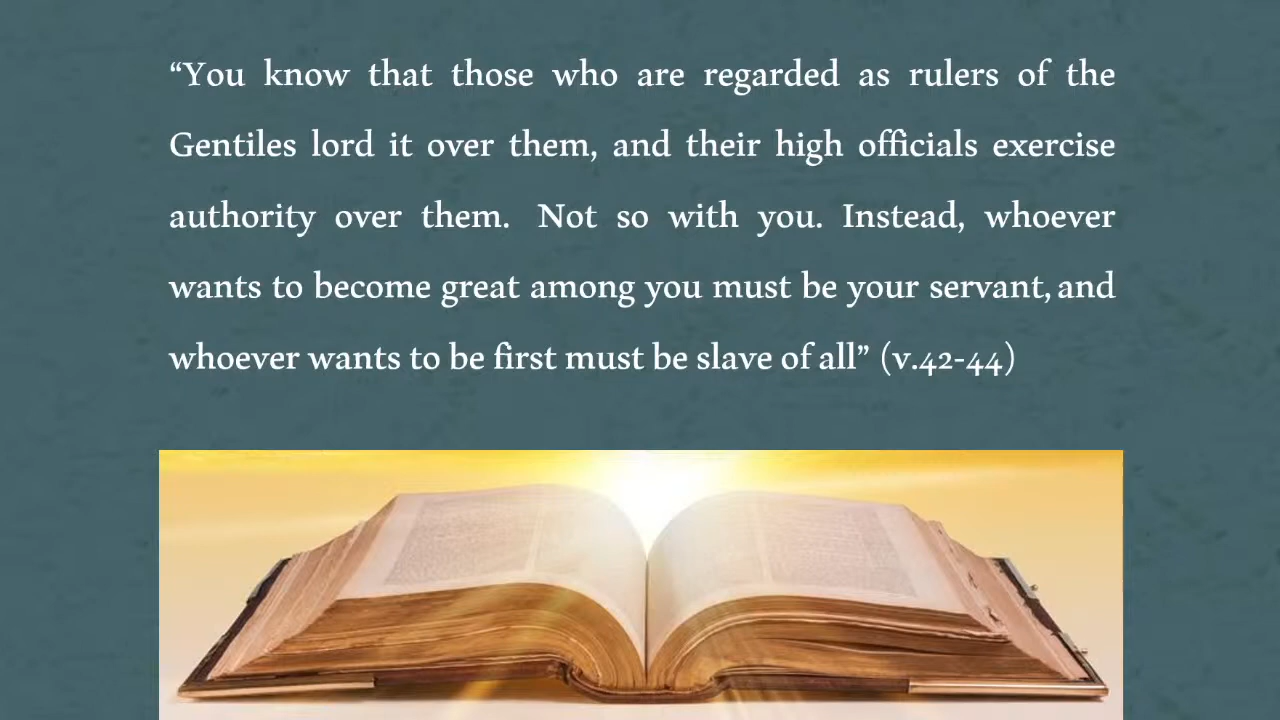 “You know that those who are regarded as rulers of the
Gentiles lord it over them, and their high officials exercise
authority over them. Not so with you. Instead, whoever
wants to become great among you must be your servant, and
whoever wants to be first must be slave of all” (v.42-44)